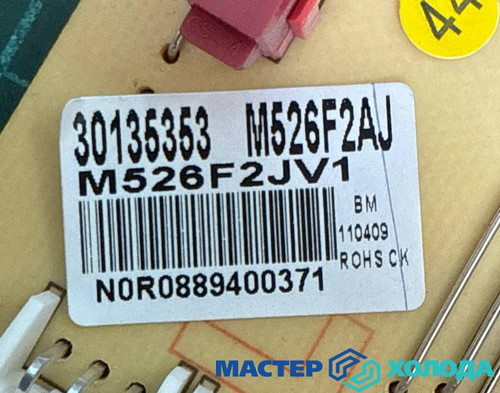 44
30135353 M526F2AJ
M526F2JV1
BM
110409
ROHS CK
N0R0889400371
МАСТЕР ХОЛОДА